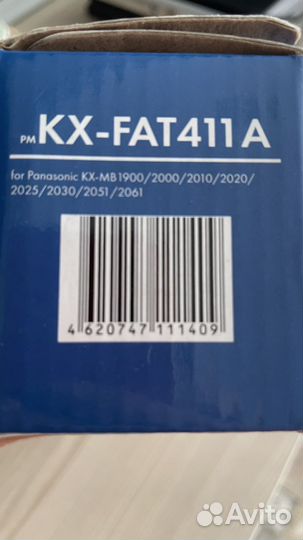 PM KX-FAT411A
for Panasonic KX-MB1900/2000/2010/2020/
2025/2030/2051/2061
4 620747 111409
Avito